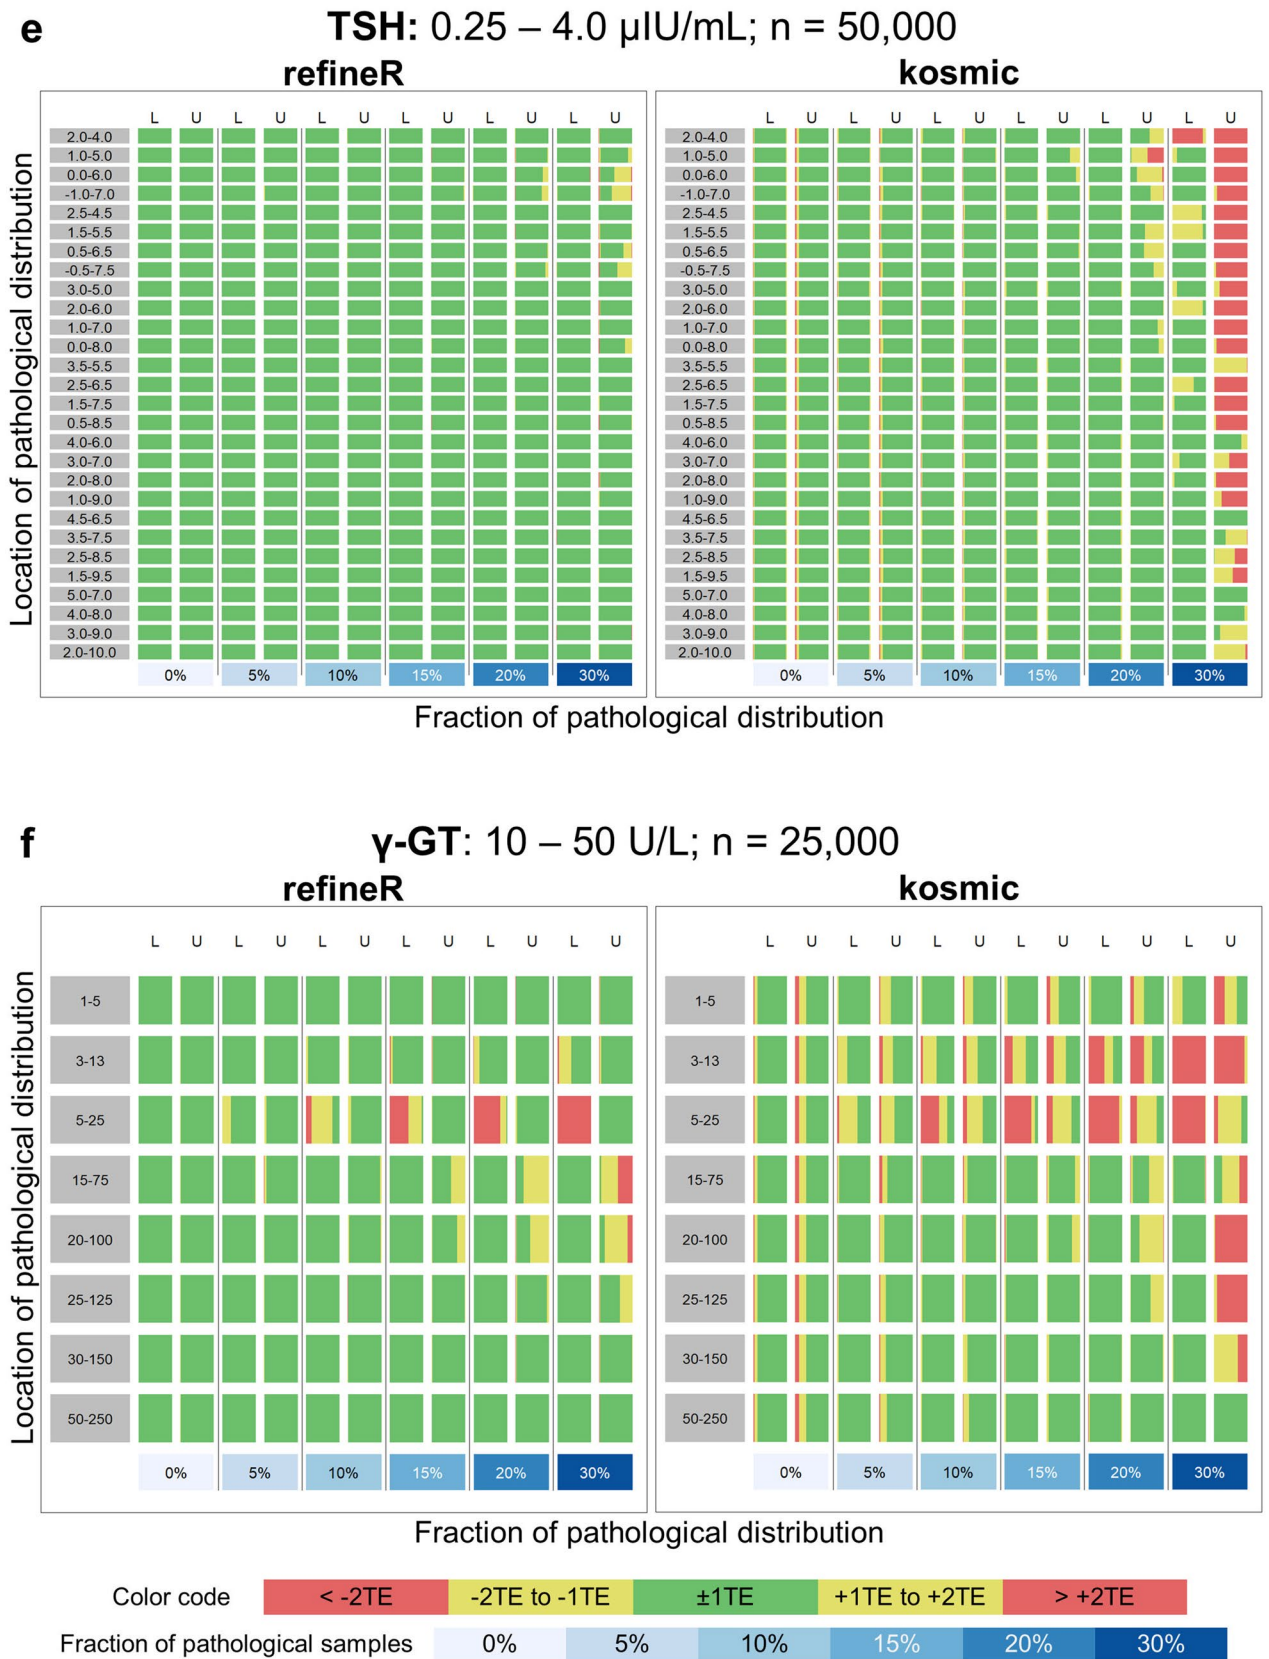 e
TSH: 0.25 – 4.0 µIU/mL; n = 50,000
refineR
kosmic
Location of pathological distribution
L U L U L U L U L U L U
L U L U L U L U L U L U
2.0-4.0 2.0-4.0
1.0-5.0 1.0-5.0
0.0-6.0 0.0-6.0
-1.0-7.0 -1.0-7.0
2.5-4.5 2.5-4.5
1.5-5.5 1.5-5.5
0.5-6.5 0.5-6.5
-0.5-7.5 -0.5-7.5
3.0-5.0 3.0-5.0
2.0-6.0 2.0-6.0
1.0-7.0 1.0-7.0
0.0-8.0 0.0-8.0
3.5-5.5 3.5-5.5
2.5-6.5 2.5-6.5
1.5-7.5 1.5-7.5
0.5-8.5 0.5-8.5
4.0-6.0 4.0-6.0
3.0-7.0 3.0-7.0
2.0-8.0 2.0-8.0
1.0-9.0 1.0-9.0
4.5-6.5 4.5-6.5
3.5-7.5 3.5-7.5
2.5-8.5 2.5-8.5
1.5-9.5 1.5-9.5
5.0-7.0 5.0-7.0
4.0-8.0 4.0-8.0
3.0-9.0 3.0-9.0
2.0-10.0 2.0-10.0
0% 5% 10% 15% 20% 30%
0% 5% 10% 15% 20% 30%
Fraction of pathological distribution
f
γ-GT: 10 – 50 U/L; n = 25,000
refineR
kosmic
Location of pathological distribution
L U L U L U L U L U L U
L U L U L U L U L U L U
1-5 1-5
3-13 3-13
5-25 5-25
15-75 15-75
20-100 20-100
25-125 25-125
30-150 30-150
50-250 50-250
0% 5% 10% 15% 20% 30%
0% 5% 10% 15% 20% 30%
Fraction of pathological distribution
Color code < -2TE -2TE to -1TE ±1TE +1TE to +2TE > +2TE
Fraction of pathological samples 0% 5% 10% 15% 20% 30%